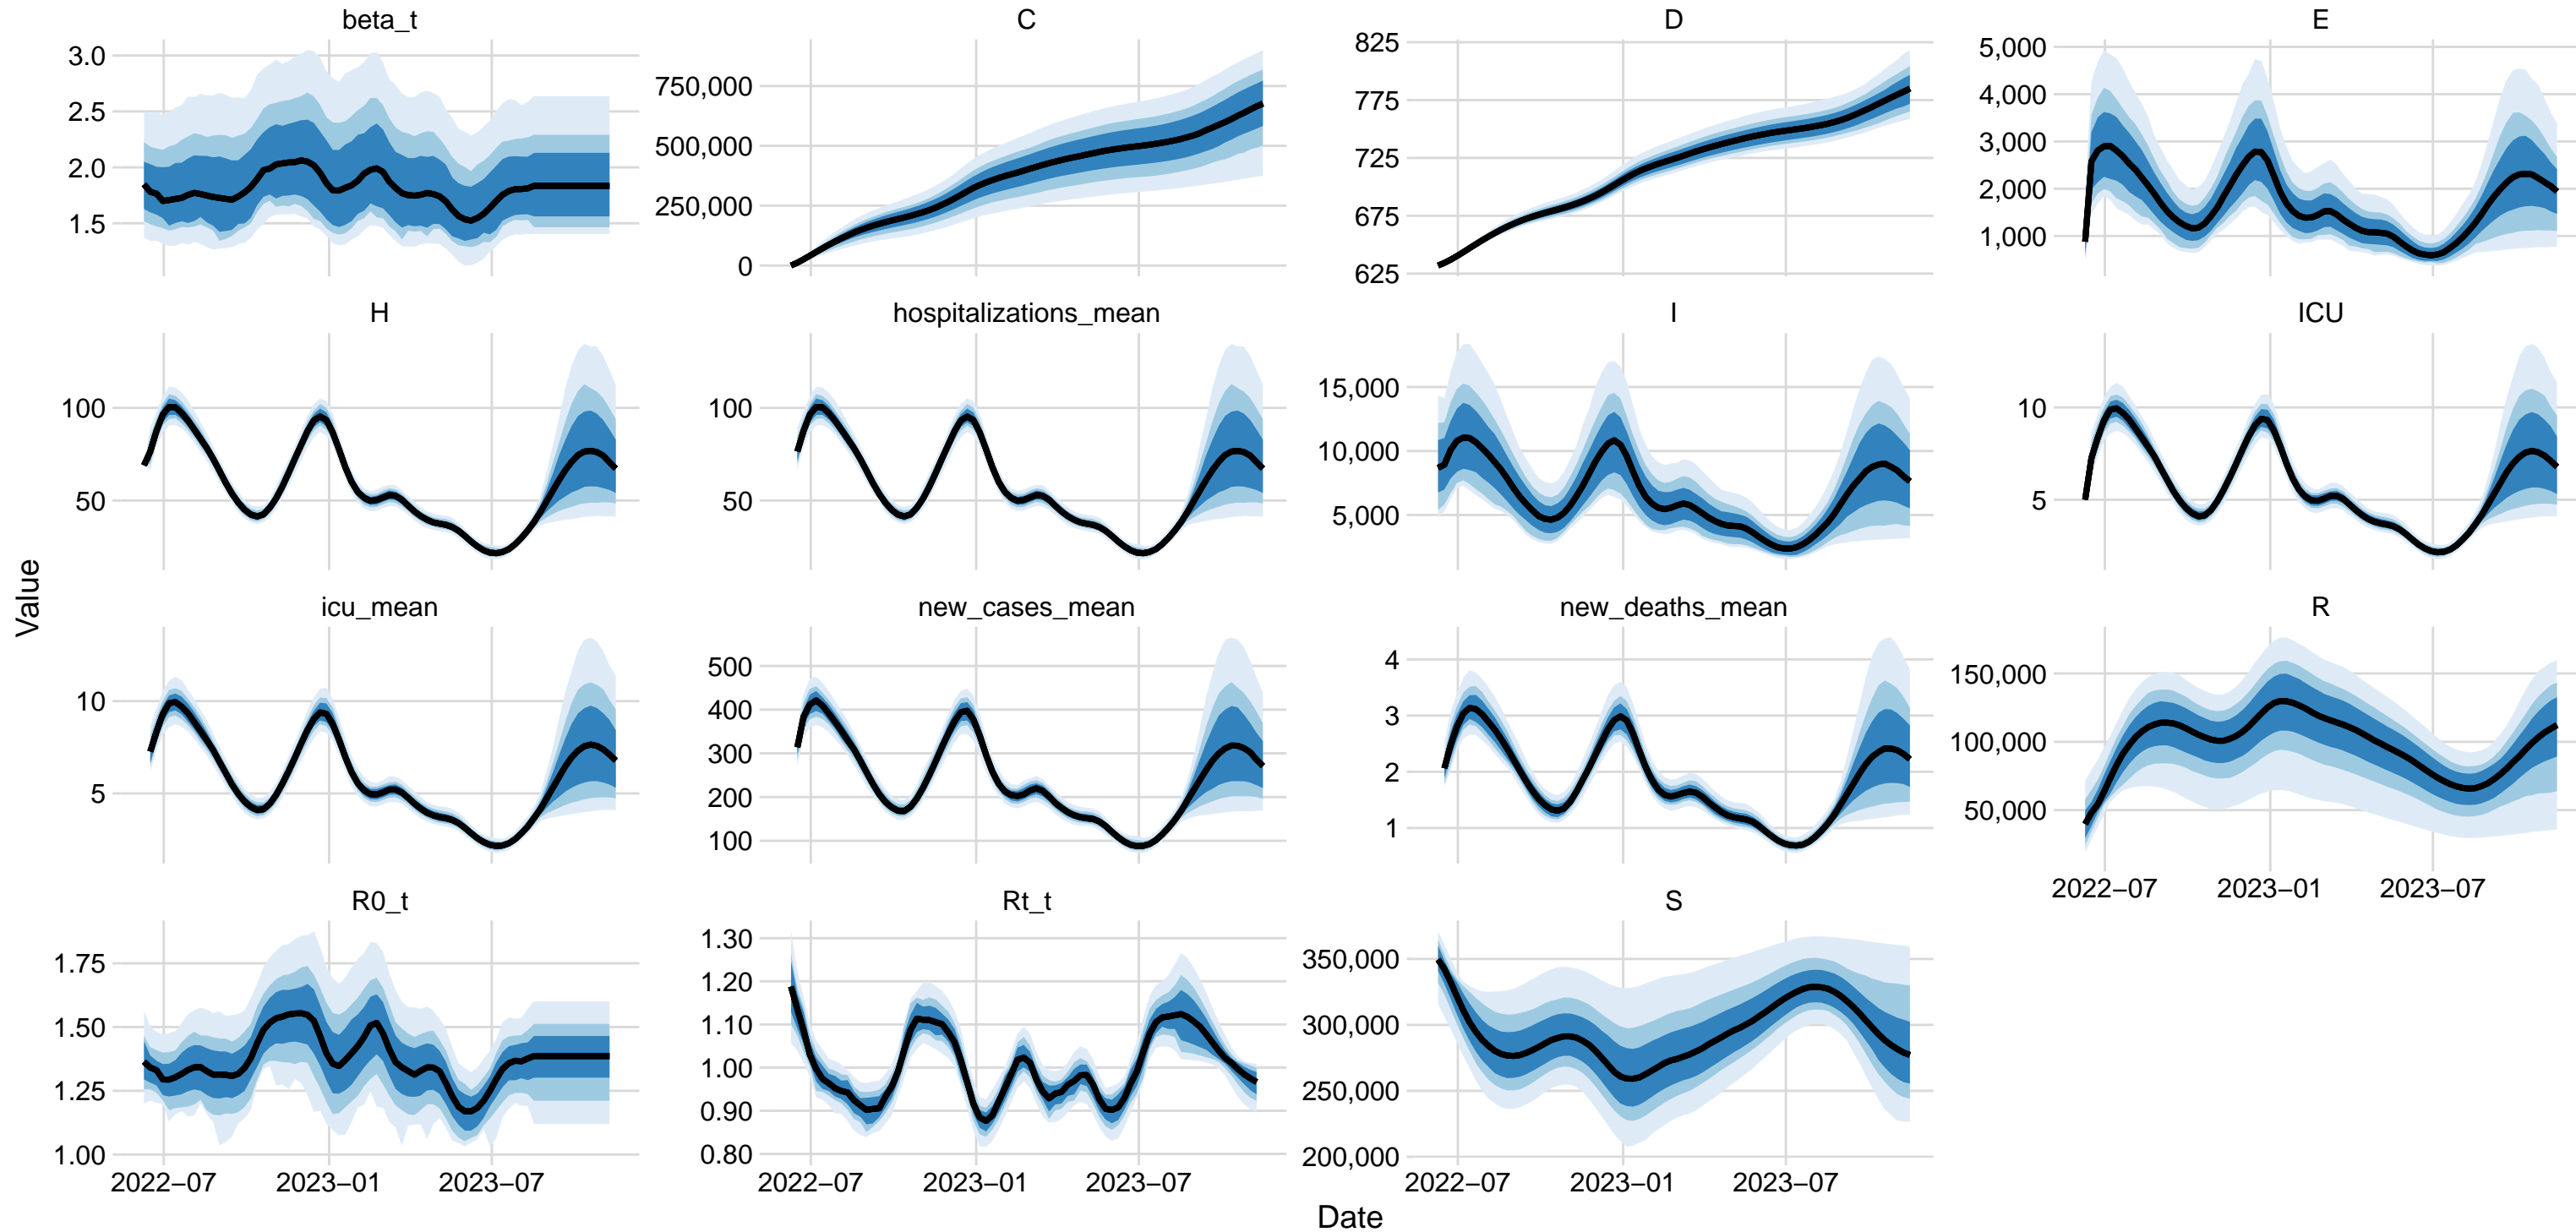 beta_t
C
D
E
3.0
2.5
2.0
1.5
750,000
500,000
250,000
0
825
775
725
675
625
5,000
4,000
3,000
2,000
1,000
H
hospitalizations_mean
I
ICU
100
50
100
50
15,000
10,000
5,000
10
5
Value
icu_mean
new_cases_mean
new_deaths_mean
R
10
5
500
400
300
200
100
4
3
2
1
150,000
100,000
50,000
2022−07 2023−01 2023−07
R0_t
Rt_t
S
1.75
1.50
1.25
1.00
1.30
1.20
1.10
1.00
0.90
0.80
350,000
300,000
250,000
200,000
2022−07 2023−01 2023−07
2022−07 2023−01 2023−07
2022−07 2023−01 2023−07
Date